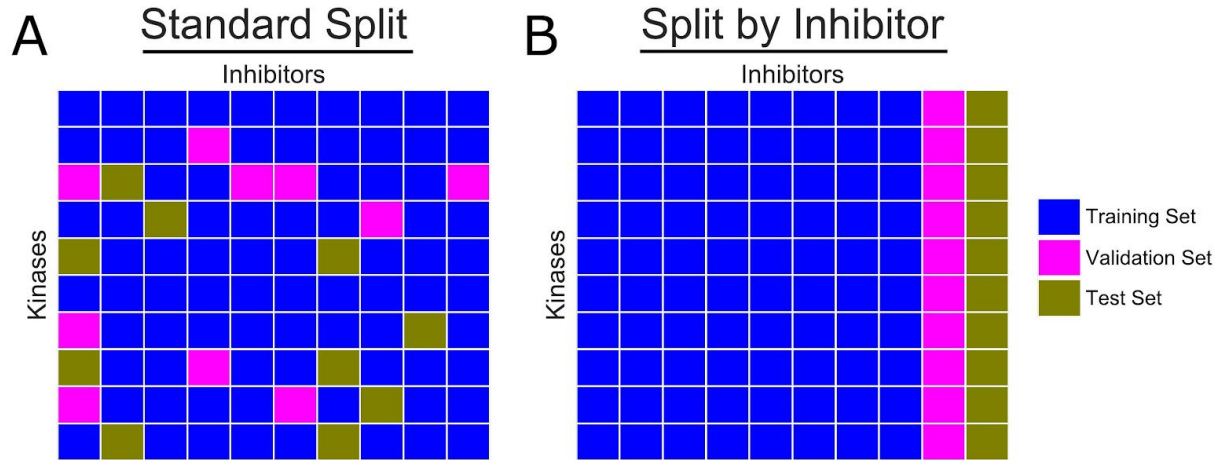 A
Standard Split
Inhibitors
Kinases
B
Split by Inhibitor
Inhibitors
Kinases
Training Set
Validation Set
Test Set